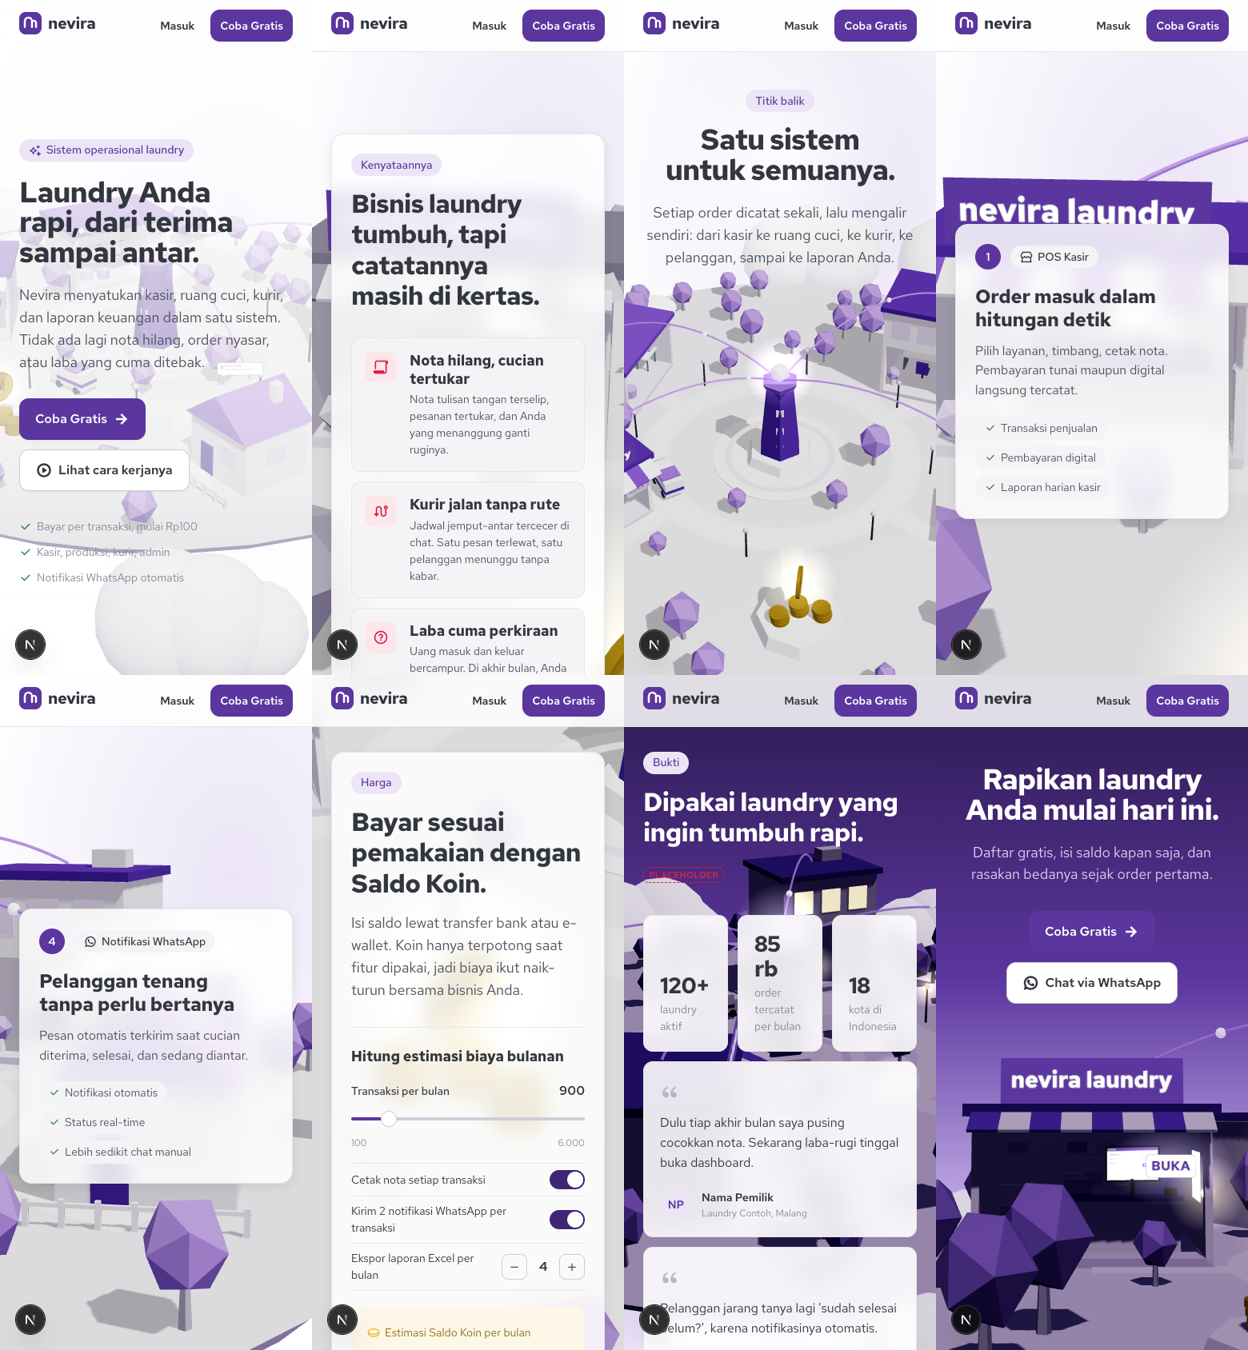 nevira
Masuk
Coba Gratis
Sistem operasional laundry
Laundry Anda
rapi, dari terima
sampai antar.
Nevira menyatukan kasir, ruang cuci, kurir,
dan laporan keuangan dalam satu sistem.
Tidak ada lagi nota hilang, order nyasar,
atau laba yang cuma ditebak.
Coba Gratis
Lihat cara kerjanya
Bayar per transaksi, mulai Rp100
Kasir, produksi, kurir, admin
Notifikasi WhatsApp otomatis
N
nevira
Masuk
Coba Gratis
Kenyataannya
Bisnis laundry
tumbuh, tapi
catatannya
masih di kertas.
Nota hilang, cucian
tertukar
Nota tulisan tangan terselip,
pesanan tertukar, dan Anda
yang menanggung ganti
ruginya.
Kurir jalan tanpa rute
Jadwal jemput-antar tercecer di
chat. Satu pesan terlewat, satu
pelanggan menunggu tanpa
kabar.
Laba cuma perkiraan
Uang masuk dan keluar
bercampur. Di akhir bulan, Anda
N
nevira
Masuk
Coba Gratis
Titik balik
Satu sistem
untuk semuanya.
Setiap order dicatat sekali, lalu mengalir
sendiri: dari kasir ke ruang cuci, ke kurir, ke
pelanggan, sampai ke laporan Anda.
N
nevira
Masuk
Coba Gratis
nevira laundry
1
POS Kasir
Order masuk dalam
hitungan detik
Pilih layanan, timbang, cetak nota.
Pembayaran tunai maupun digital
langsung tercatat.
Transaksi penjualan
Pembayaran digital
Laporan harian kasir
N
nevira
Masuk
Coba Gratis
4
Notifikasi WhatsApp
Pelanggan tenang
tanpa perlu bertanya
Pesan otomatis terkirim saat cucian
diterima, selesai, dan sedang diantar.
Notifikasi otomatis
Status real-time
Lebih sedikit chat manual
N
nevira
Masuk
Coba Gratis
Harga
Bayar sesuai
pemakaian dengan
Saldo Koin.
Isi saldo lewat transfer bank atau e-
wallet. Koin hanya terpotong saat
fitur dipakai, jadi biaya ikut naik-
turun bersama bisnis Anda.
Hitung estimasi biaya bulanan
Transaksi per bulan
900
100
6.000
Cetak nota setiap transaksi
Kirim 2 notifikasi WhatsApp per
transaksi
Ekspor laporan Excel per
bulan
− 4 +
Estimasi Saldo Koin per bulan
N
nevira
Masuk
Coba Gratis
Bukti
Dipakai laundry yang
ingin tumbuh rapi.
PLACEHOLDER
120+
laundry
aktif
85
rb
order
tercatat
per bulan
18
kota di
Indonesia
“
Dulu tiap akhir bulan saya pusing
cocokkan nota. Sekarang laba-rugi tinggal
buka dashboard.
NP
Nama Pemilik
Laundry Contoh, Malang
“
Pelanggan jarang tanya lagi 'sudah selesai
belum?', karena notifikasinya otomatis.
N
nevira
Masuk
Coba Gratis
Rapikan laundry
Anda mulai hari ini.
Daftar gratis, isi saldo kapan saja, dan
rasakan bedanya sejak order pertama.
Coba Gratis
Chat via WhatsApp
nevira laundry
BUKA
N